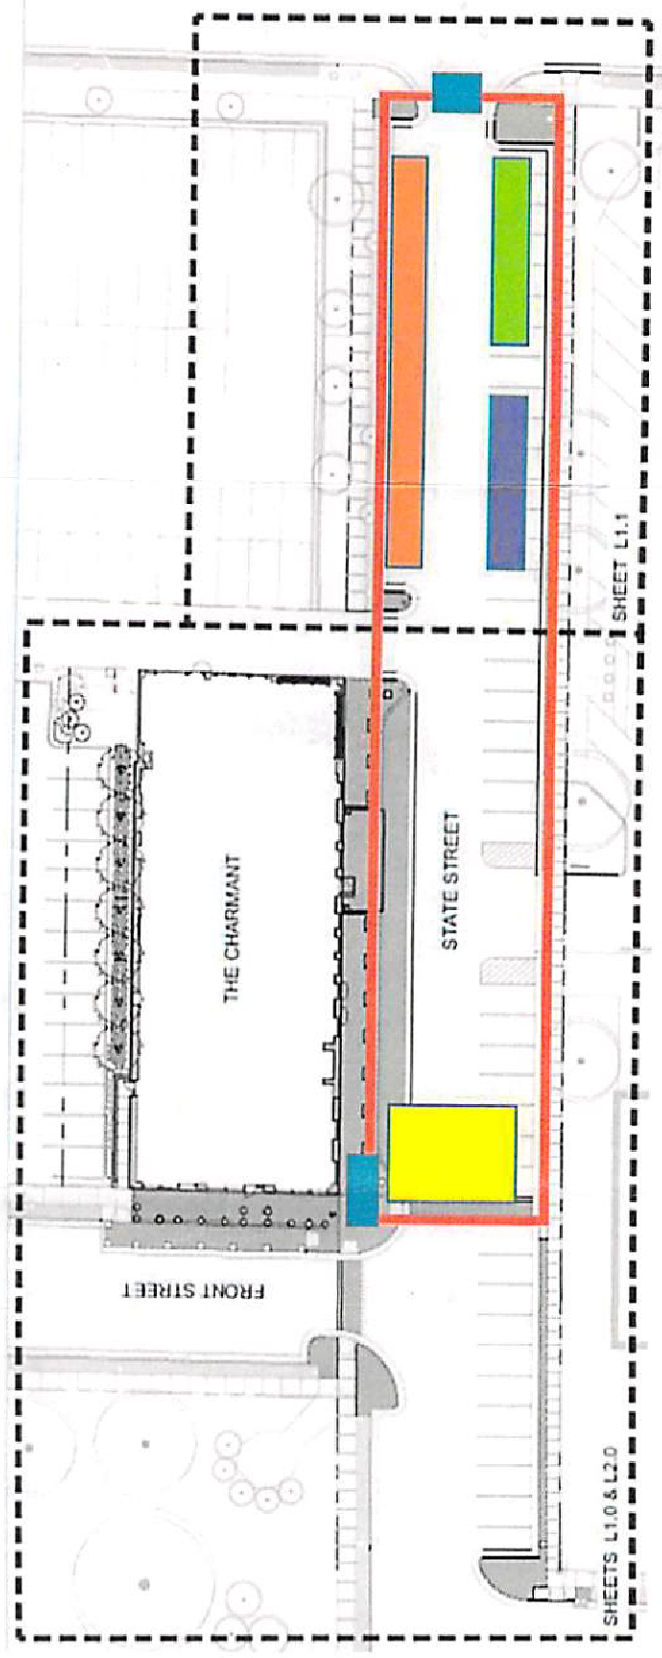 SHEET L1.1
THE CHARMANT
STATE STREET
FRONT STREET
SHEETS L1.0 & L2.0